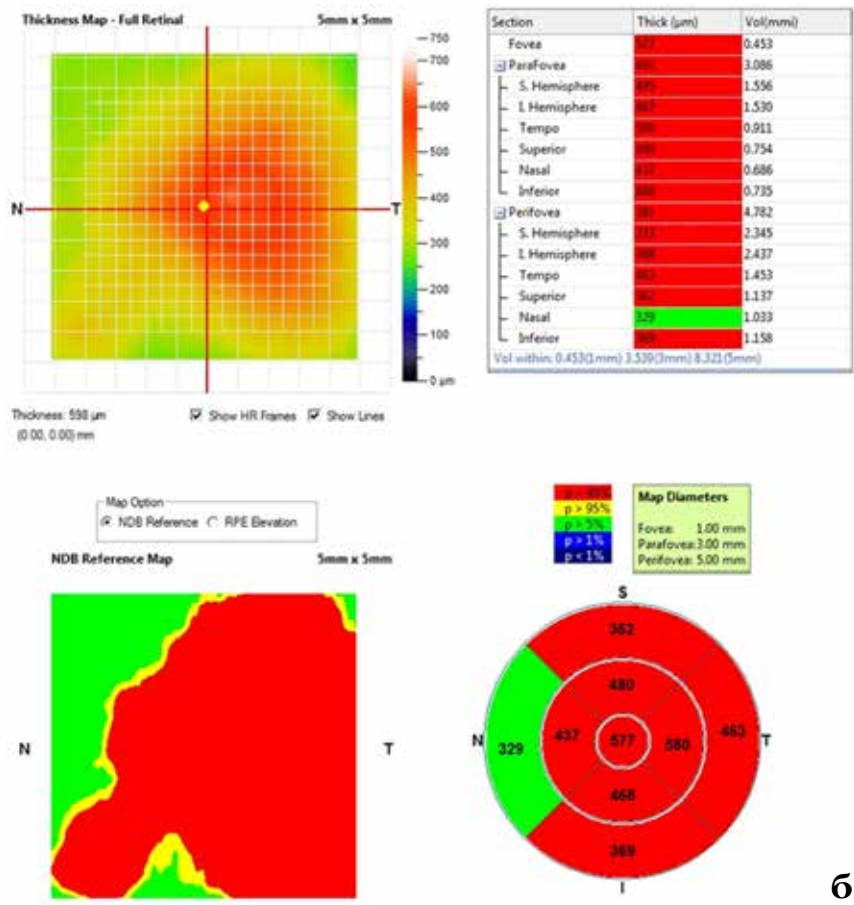 Thickness Map - Full Retinal 5mm x 5mm
750
700
600
500
400
300
200
100
0 µm
N
T
Thickness: 598 µm
Show HR Frames Show Lines
(0.00, 0.00) mm
Section Thick (µm) Vol(mmi)
Fovea 0.453
ParaFovea 3.086
S. Hemisphere 1.556
I. Hemisphere 1.530
Tempo 0.911
Superior 0.754
Nasal 437 0.686
Inferior 0.735
Perifovea 4.782
S. Hemisphere 2.345
I. Hemisphere 2.437
Tempo 463 1.453
Superior 362 1.137
Nasal 329 1.033
Inferior 369 1.158
Vol within: 0.453(1mm) 3.539(3mm) 8.321(5mm)
Map Option
NDB Reference RPE Elevation
NDB Reference Map 5mm x 5mm
N
T
p > 95%
p > 5%
p > 1%
p < 1%
Map Diameters
Fovea: 1.00 mm
Parafovea: 3.00 mm
Perifovea: 5.00 mm
S
362
480
N 329 437 577 580 463 T
468
369
I
б